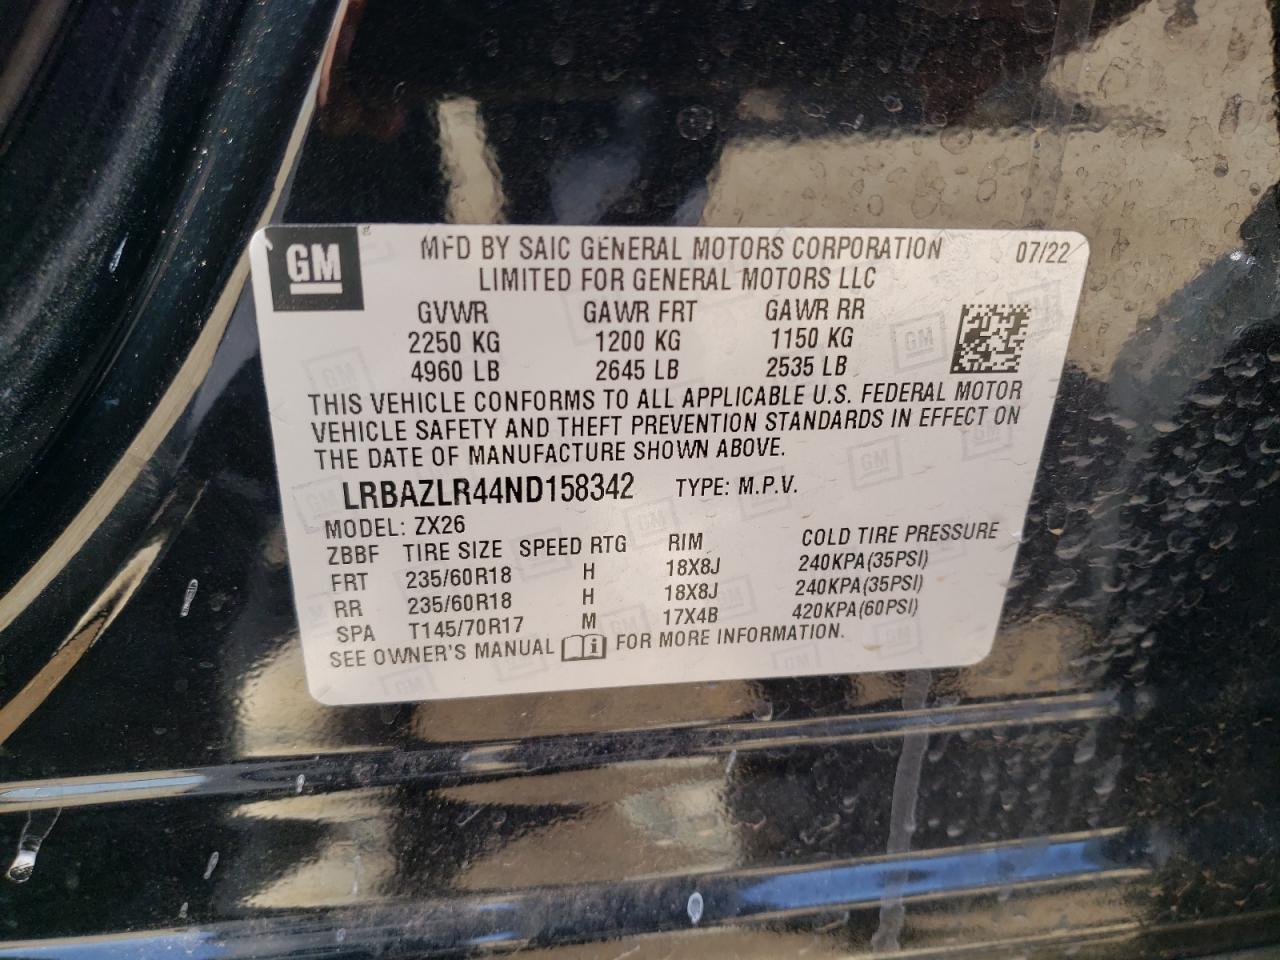 GM MFD BY SAIC GENERAL MOTORS CORPORATION 07/22
LIMITED FOR GENERAL MOTORS LLC
GVWR GAWR FRT GAWR RR
2250 KG 1200 KG 1150 KG
4960 LB 2645 LB 2535 LB
THIS VEHICLE CONFORMS TO ALL APPLICABLE U.S. FEDERAL MOTOR
VEHICLE SAFETY AND THEFT PREVENTION STANDARDS IN EFFECT ON
THE DATE OF MANUFACTURE SHOWN ABOVE.
LRBAZLR44ND158342 TYPE: M.P.V.
MODEL: ZX26
ZBBF TIRE SIZE SPEED RTG RIM COLD TIRE PRESSURE
FRT 235/60R18 H 18X8J 240KPA(35PSI)
RR 235/60R18 H 18X8J 240KPA(35PSI)
SPA T145/70R17 M 17X4B 420KPA(60PSI)
SEE OWNER'S MANUAL i FOR MORE INFORMATION.